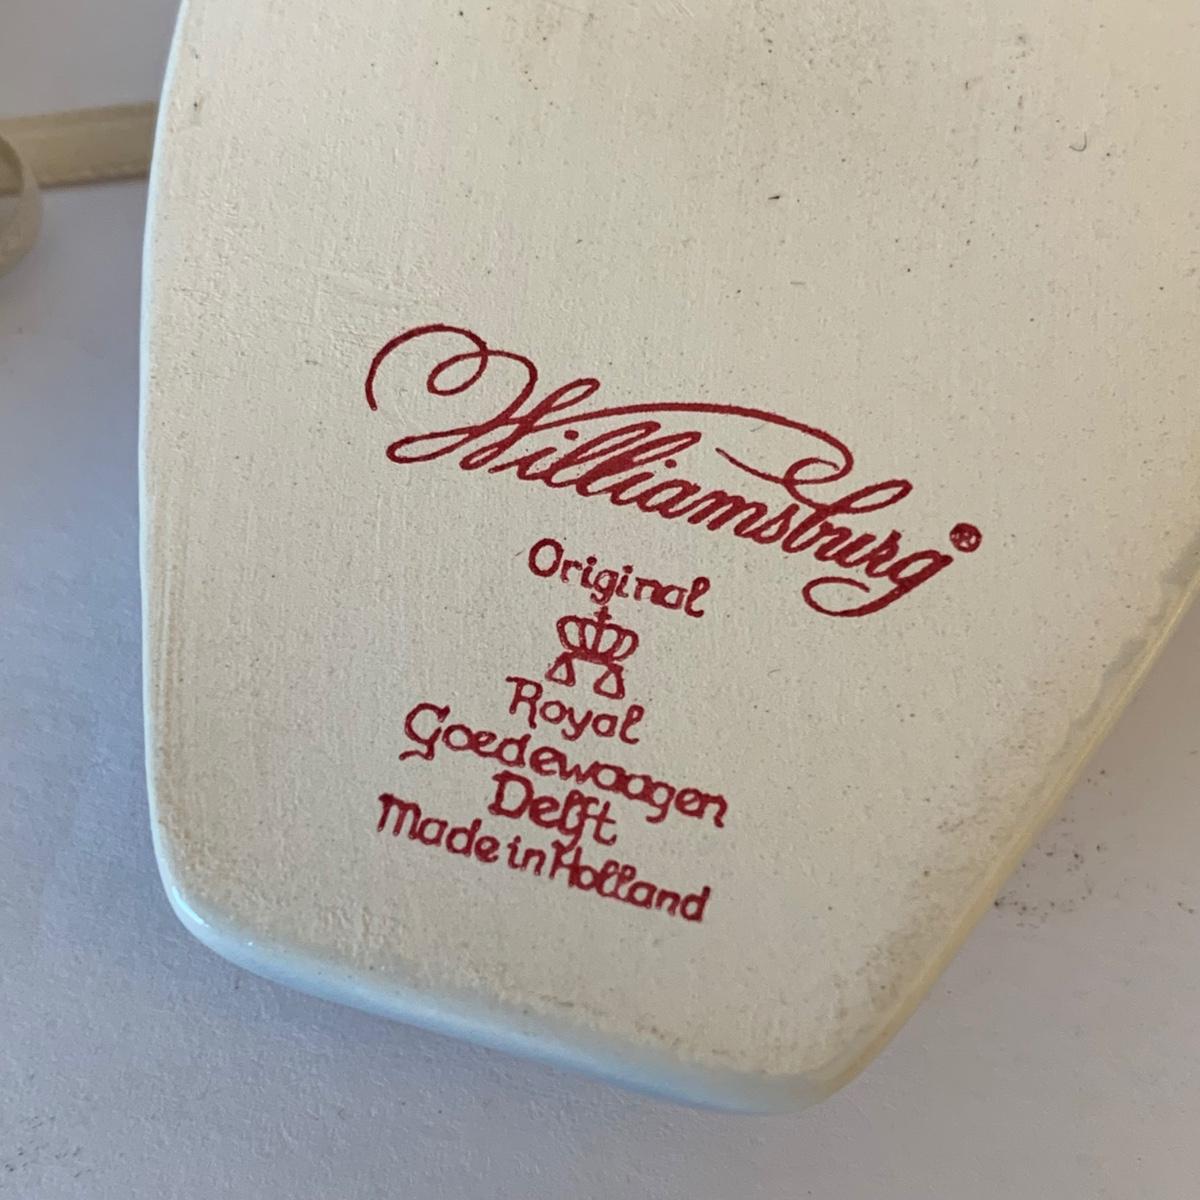 Williamsburg®
Original
Royal
Goedewaagen
Delft
Made in Holland